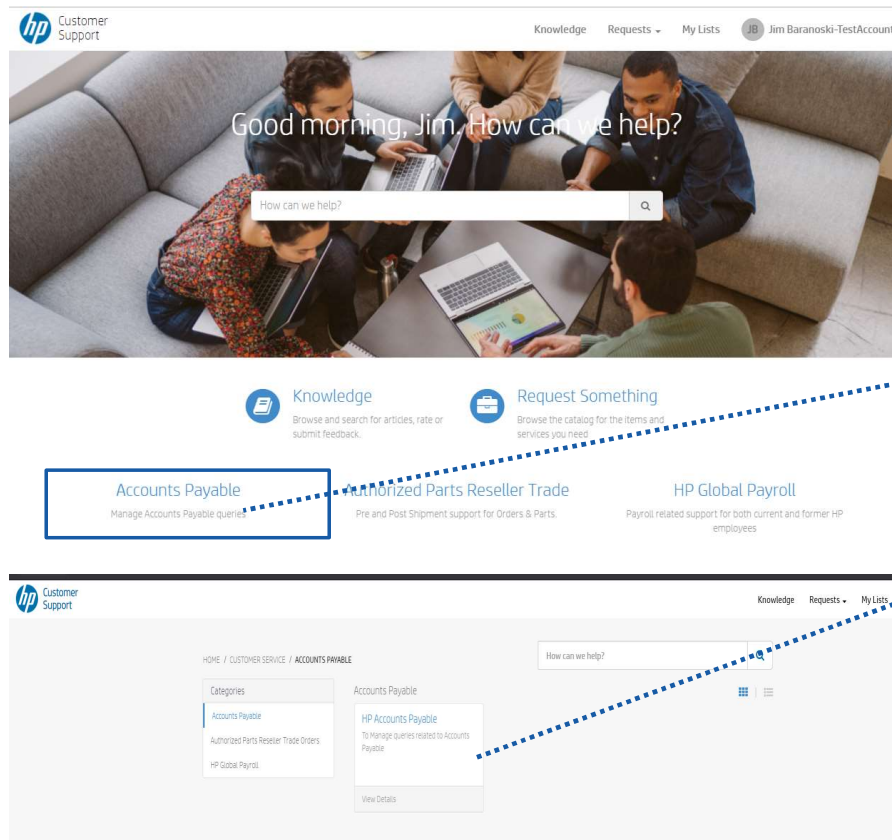 hp Customer Support
Knowledge Requests My Lists JB Jim Baranoski-TestAccount
Good morning, Jim. How can we help?
How can we help?
Knowledge
Browse and search for articles, rate or
submit feedback.
Request Something
Browse the catalog for the items and
services you need
Accounts Payable
Manage Accounts Payable queries
Authorized Parts Reseller Trade
Pre and Post Shipment support for Orders & Parts.
HP Global Payroll
Payroll related support for both current and former HP
employees
hp Customer Support
Knowledge Requests My Lists
HOME / CUSTOMER SERVICE / ACCOUNTS PAYABLE
How can we help?
Categories
Accounts Payable
Authorized Parts Reseller Trade Orders
HP Global Payroll
Accounts Payable
HP Accounts Payable
To Manage queries related to Accounts
Payable
View Details